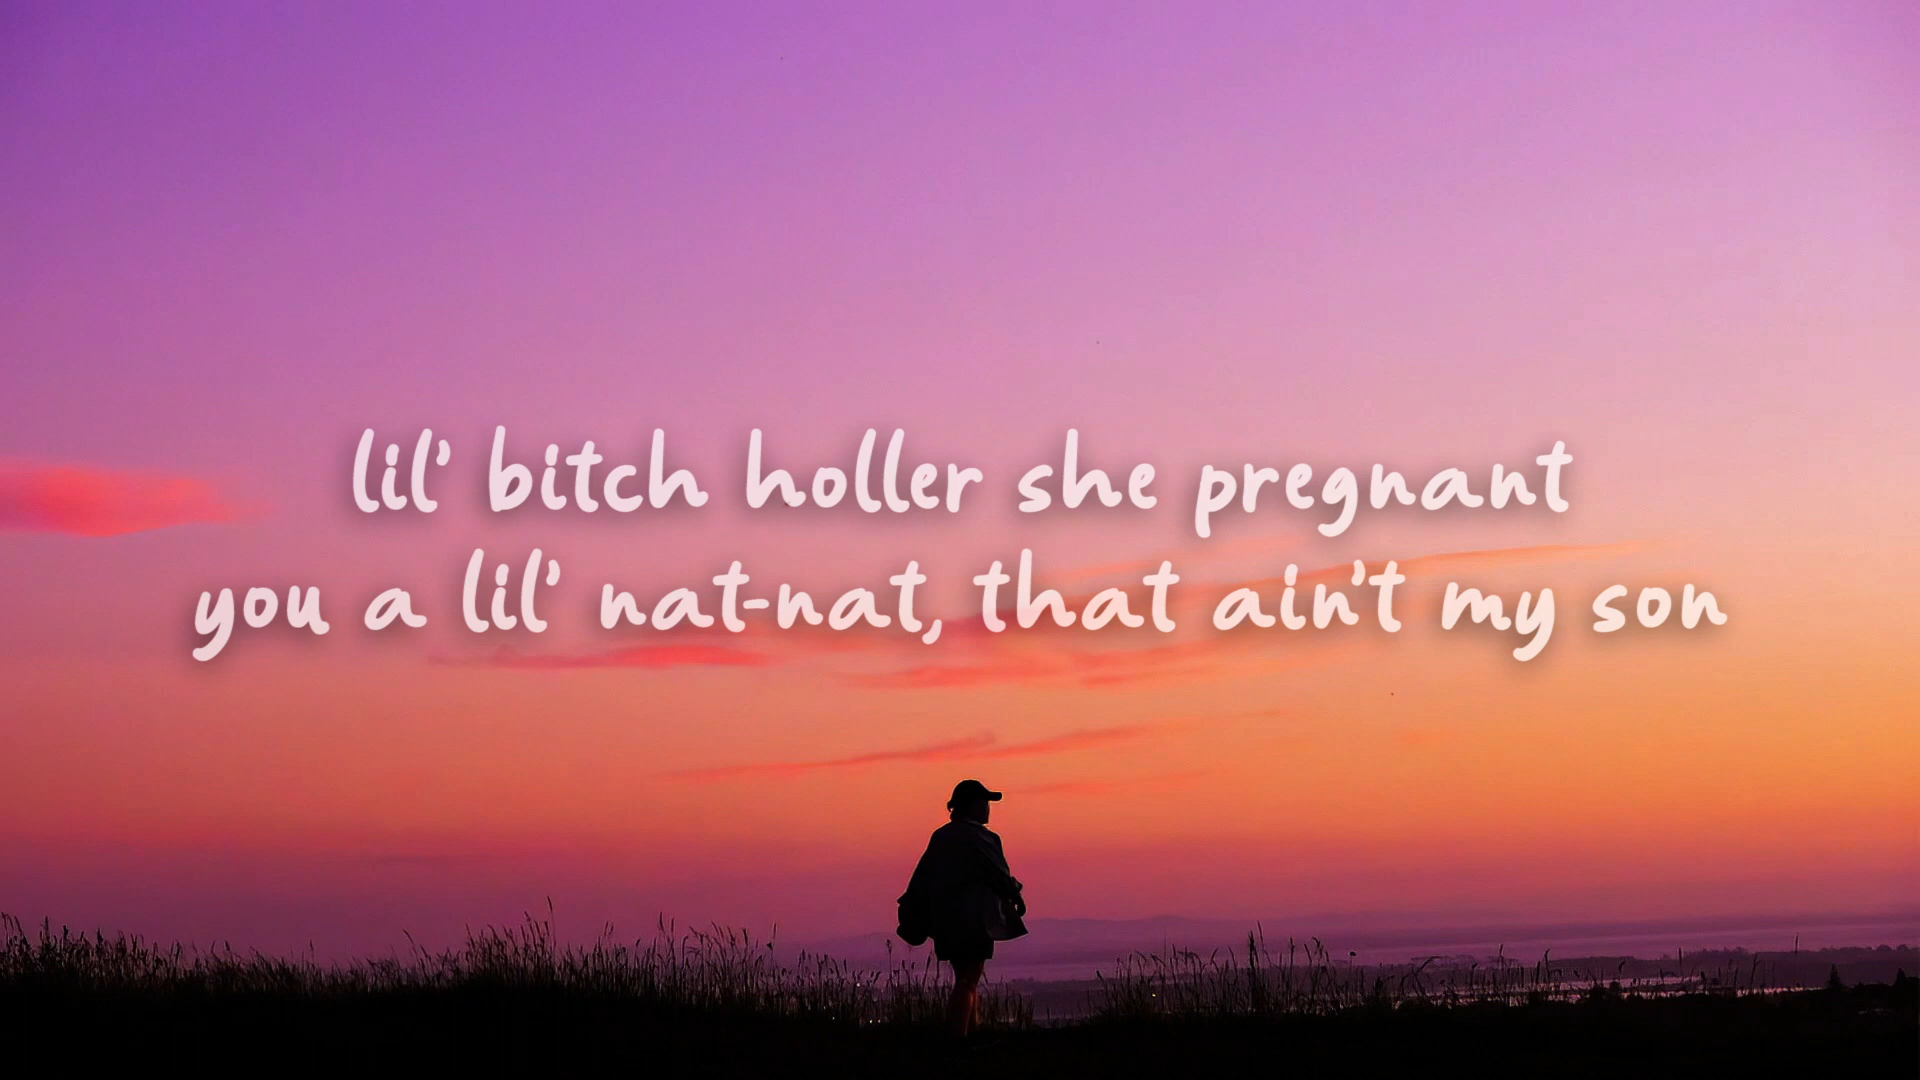 lil' bitch holler she pregnant
you a lil' nat-nat, that ain't my son